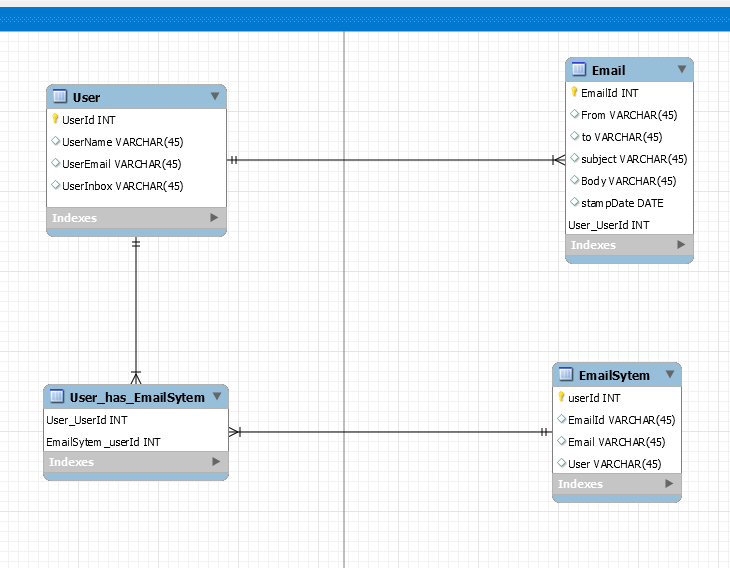 User
UserId INT
UserName VARCHAR(45)
UserEmail VARCHAR(45)
UserInbox VARCHAR(45)
Indexes
Email
EmailId INT
From VARCHAR(45)
to VARCHAR(45)
subject VARCHAR(45)
Body VARCHAR(45)
stampDate DATE
User_UserId INT
Indexes
User_has_EmailSytem
User_UserId INT
EmailSytem_userId INT
Indexes
EmailSytem
userId INT
EmailId VARCHAR(45)
Email VARCHAR(45)
User VARCHAR(45)
Indexes